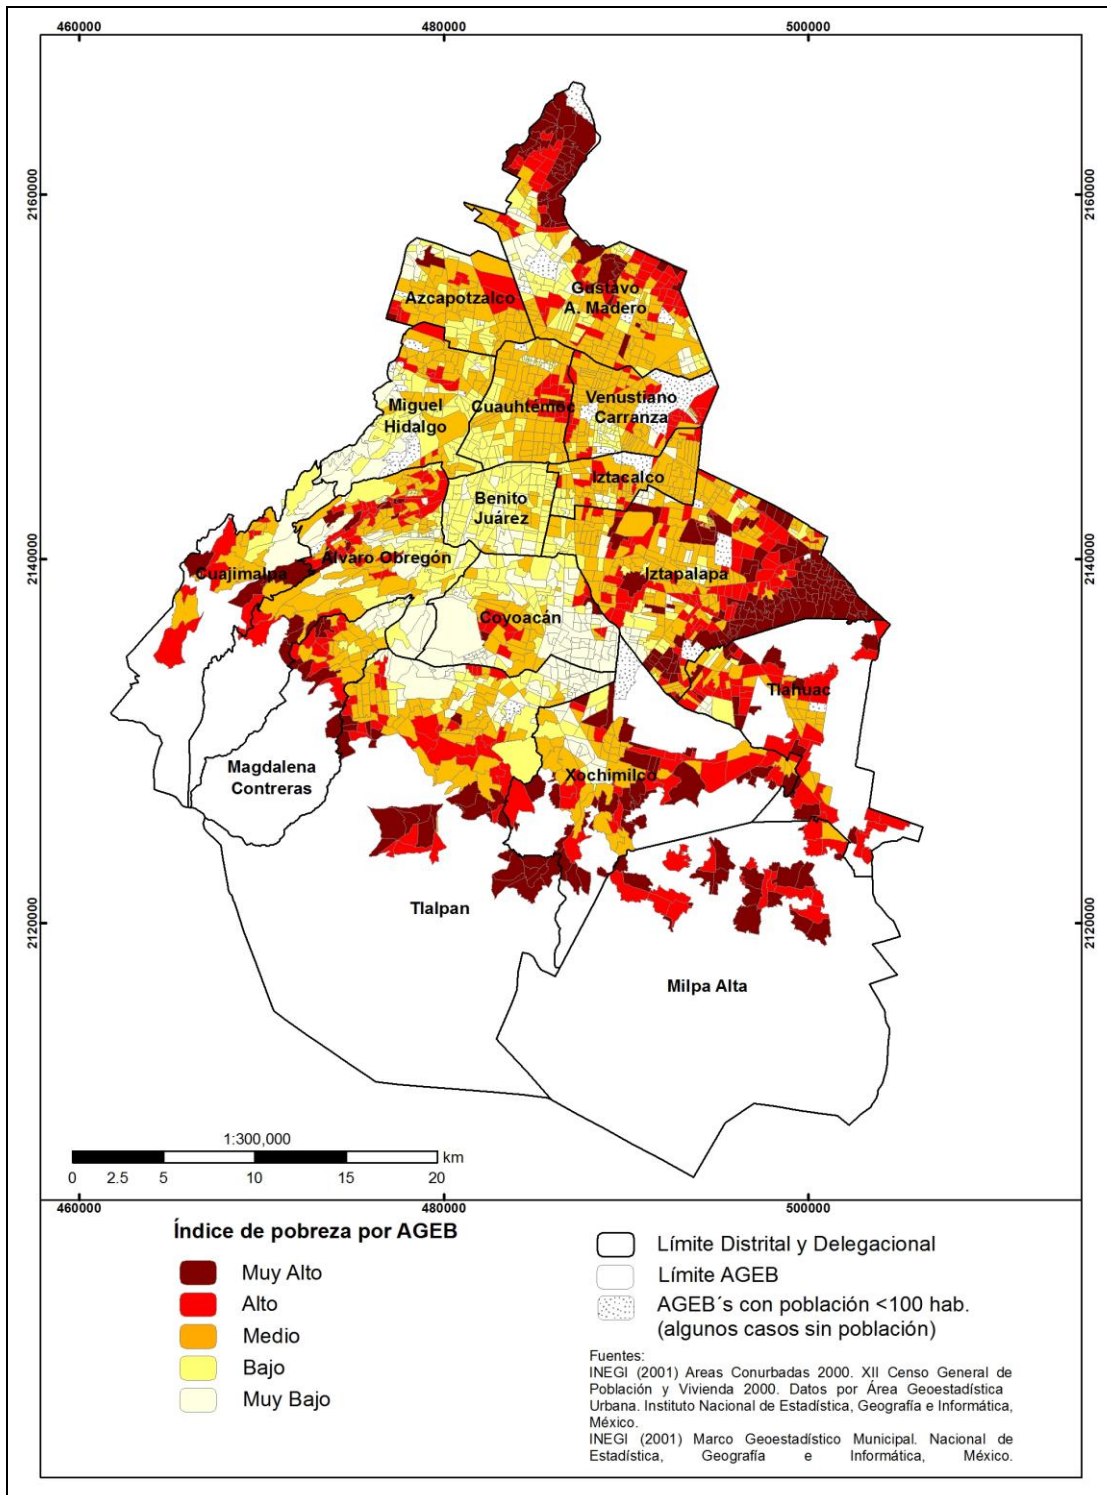 460000
480000
500000
2160000
2160000
Azcapotzalco
Gustavo
A. Madero
Miguel
Hidalgo
Cuauhtémoc
Venustiano
Carranza
Iztacalco
Benito
Juárez
Cuajimalpa
Álvaro Obregón
Iztapalapa
2140000
2140000
Coyoacán
Tlahuac
Magdalena
Contreras
Xochimilco
Tlalpan
2120000
2120000
Milpa Alta
1:300,000
km
0 2.5 5 10 15 20
460000
480000
500000
Índice de pobreza por AGEB
Muy Alto
Alto
Medio
Bajo
Muy Bajo
Límite Distrital y Delegacional
Límite AGEB
AGEB´s con población <100 hab.
(algunos casos sin población)
Fuentes:
INEGI (2001) Areas Conurbadas 2000. XII Censo General de
Población y Vivienda 2000. Datos por Área Geoestadística
Urbana. Instituto Nacional de Estadística, Geografía e Informática,
México.
INEGI (2001) Marco Geoestadístico Municipal. Nacional de
Estadística, Geografía e Informática, México.